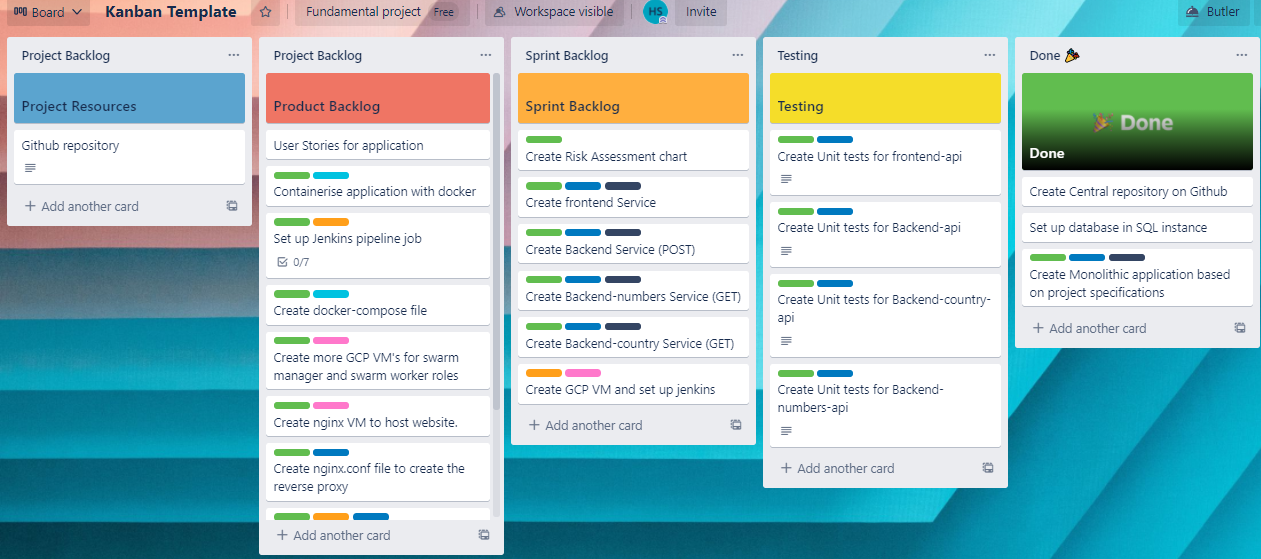 Board
Kanban Template
Fundamental project
Free
Workspace visible
HS
Invite
Butler
Project Backlog
Project Resources
Github repository
+ Add another card
Project Backlog
Product Backlog
User Stories for application
Containerise application with docker
Set up Jenkins pipeline job
0/7
Create docker-compose file
Create more GCP VM's for swarm
manager and swarm worker roles
Create nginx VM to host website.
Create nginx.conf file to create the
reverse proxy
+ Add another card
Sprint Backlog
Sprint Backlog
Create Risk Assessment chart
Create frontend Service
Create Backend Service (POST)
Create Backend-numbers Service (GET)
Create Backend-country Service (GET)
Create GCP VM and set up jenkins
+ Add another card
Testing
Testing
Create Unit tests for frontend-api
Create Unit tests for Backend-api
Create Unit tests for Backend-country-
api
Create Unit tests for Backend-
numbers-api
+ Add another card
Done 🎉
🎉 Done
Done
Create Central repository on Github
Set up database in SQL instance
Create Monolithic application based
on project specifications
+ Add another card